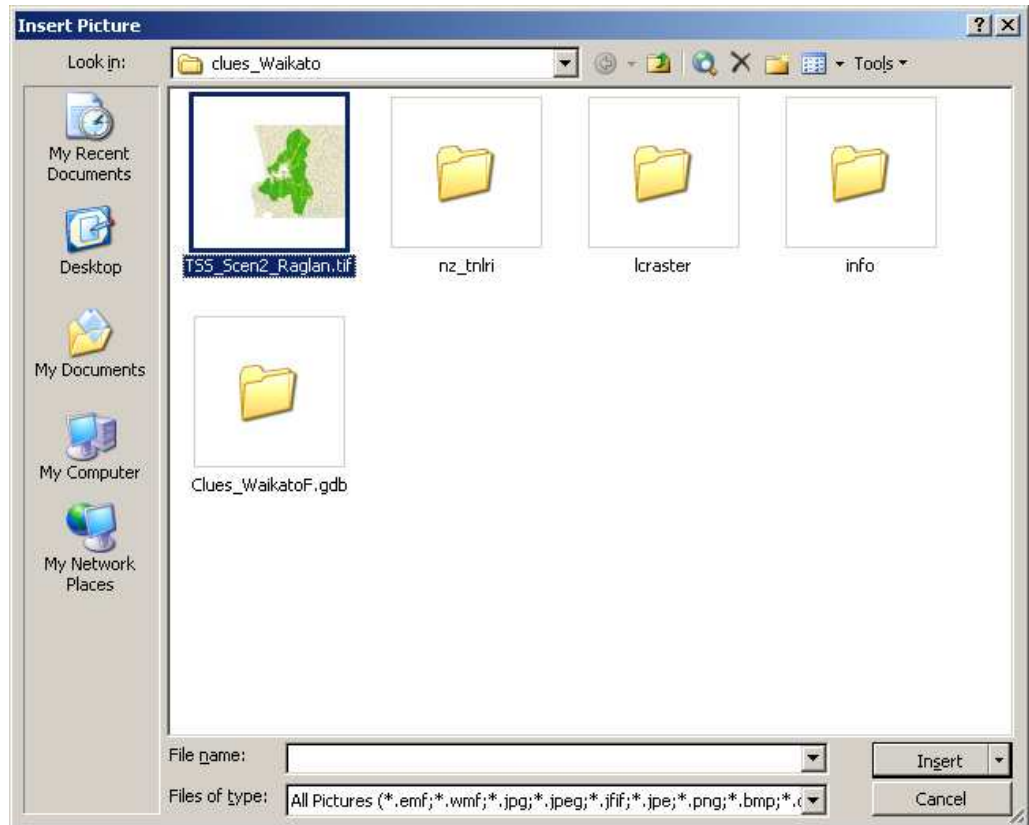 Insert Picture
Look in:
clues_Waikato
Tools
My Recent
Documents
Desktop
My Documents
My Computer
My Network
Places
TSS_Scen2_Raglan.tif
nz_tnlri
lcraster
info
Clues_WaikatoF.gdb
File name:
Insert
Files of type:
All Pictures (*.emf;*.wmf;*.jpg;*.jpeg;*.jfif;*.jpe;*.png;*.bmp;*.
Cancel